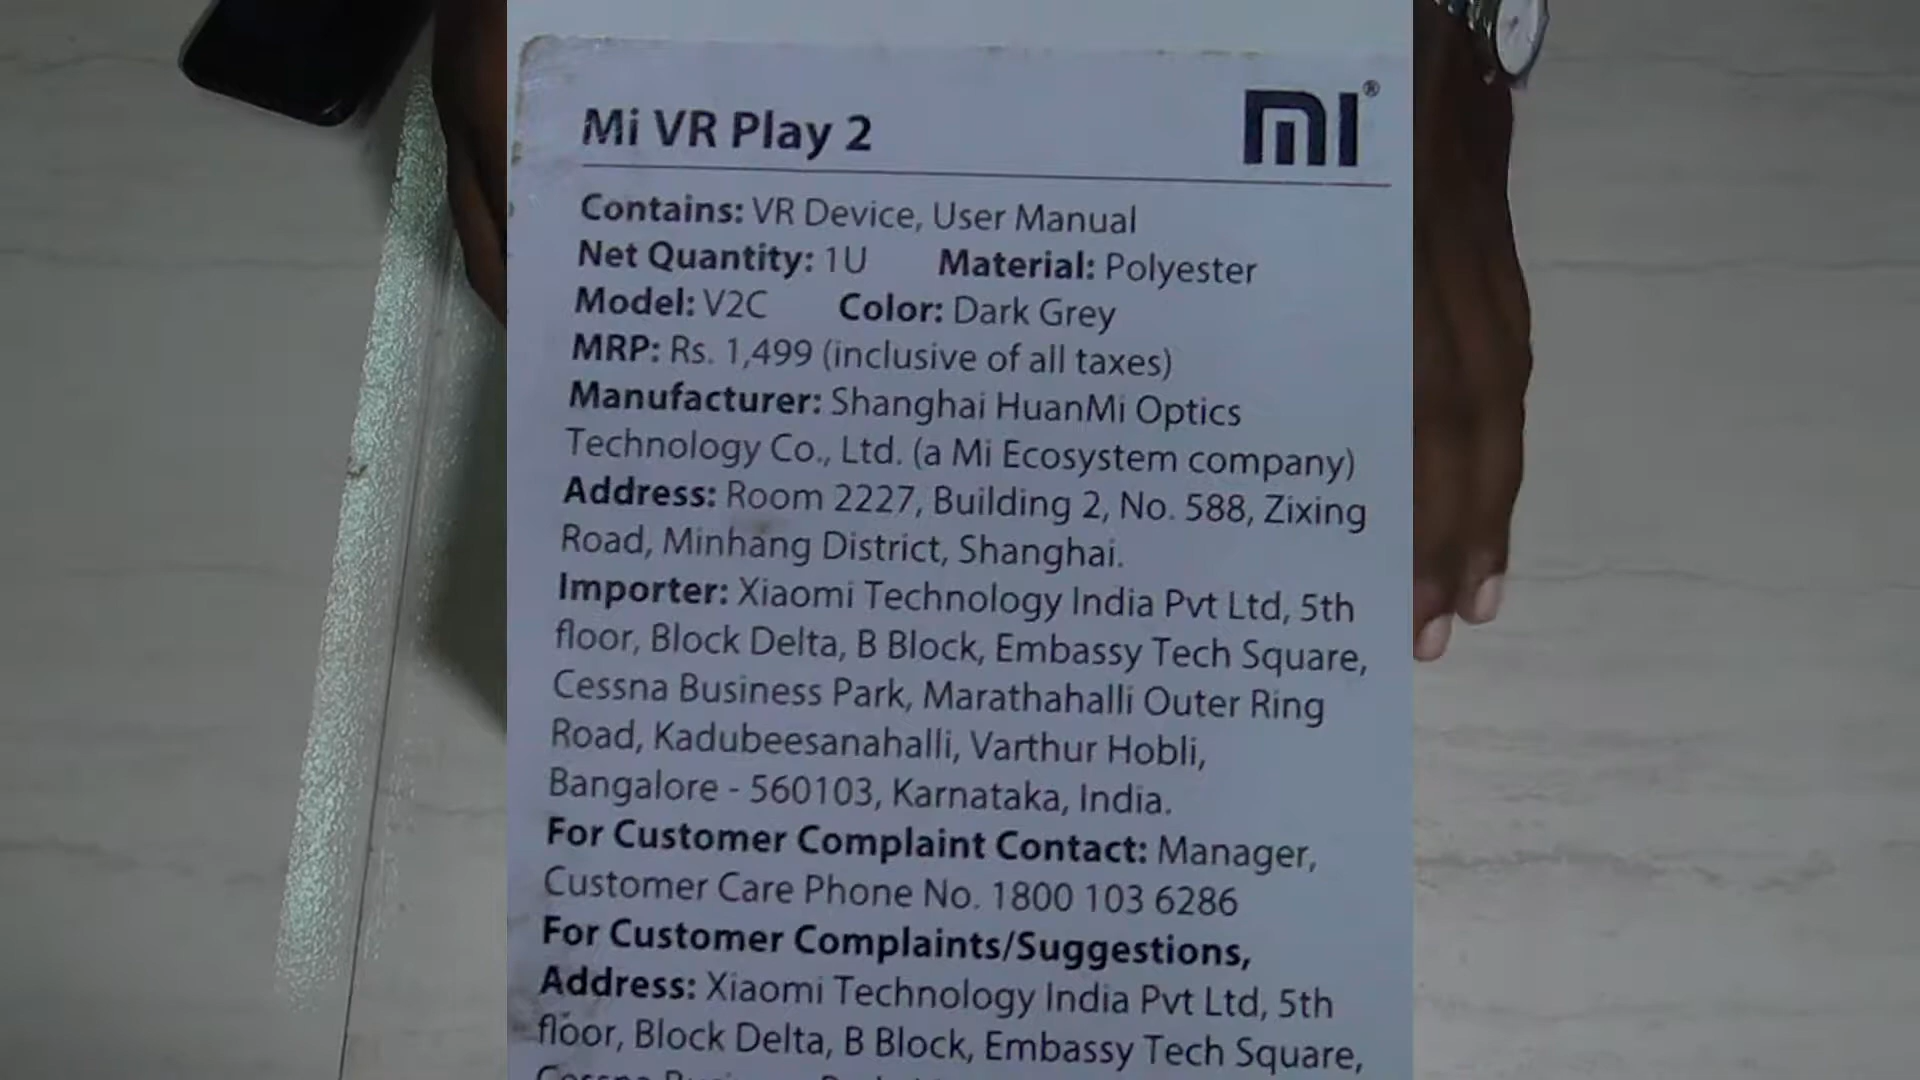 Mi VR Play 2
mi®
Contains: VR Device, User Manual
Net Quantity: 1U Material: Polyester
Model: V2C Color: Dark Grey
MRP: Rs. 1,499 (inclusive of all taxes)
Manufacturer: Shanghai HuanMi Optics
Technology Co., Ltd. (a Mi Ecosystem company)
Address: Room 2227, Building 2, No. 588, Zixing
Road, Minhang District, Shanghai.
Importer: Xiaomi Technology India Pvt Ltd, 5th
floor, Block Delta, B Block, Embassy Tech Square,
Cessna Business Park, Marathahalli Outer Ring
Road, Kadubeesanahalli, Varthur Hobli,
Bangalore - 560103, Karnataka, India.
For Customer Complaint Contact: Manager,
Customer Care Phone No. 1800 103 6286
For Customer Complaints/Suggestions,
Address: Xiaomi Technology India Pvt Ltd, 5th
floor, Block Delta, B Block, Embassy Tech Square,